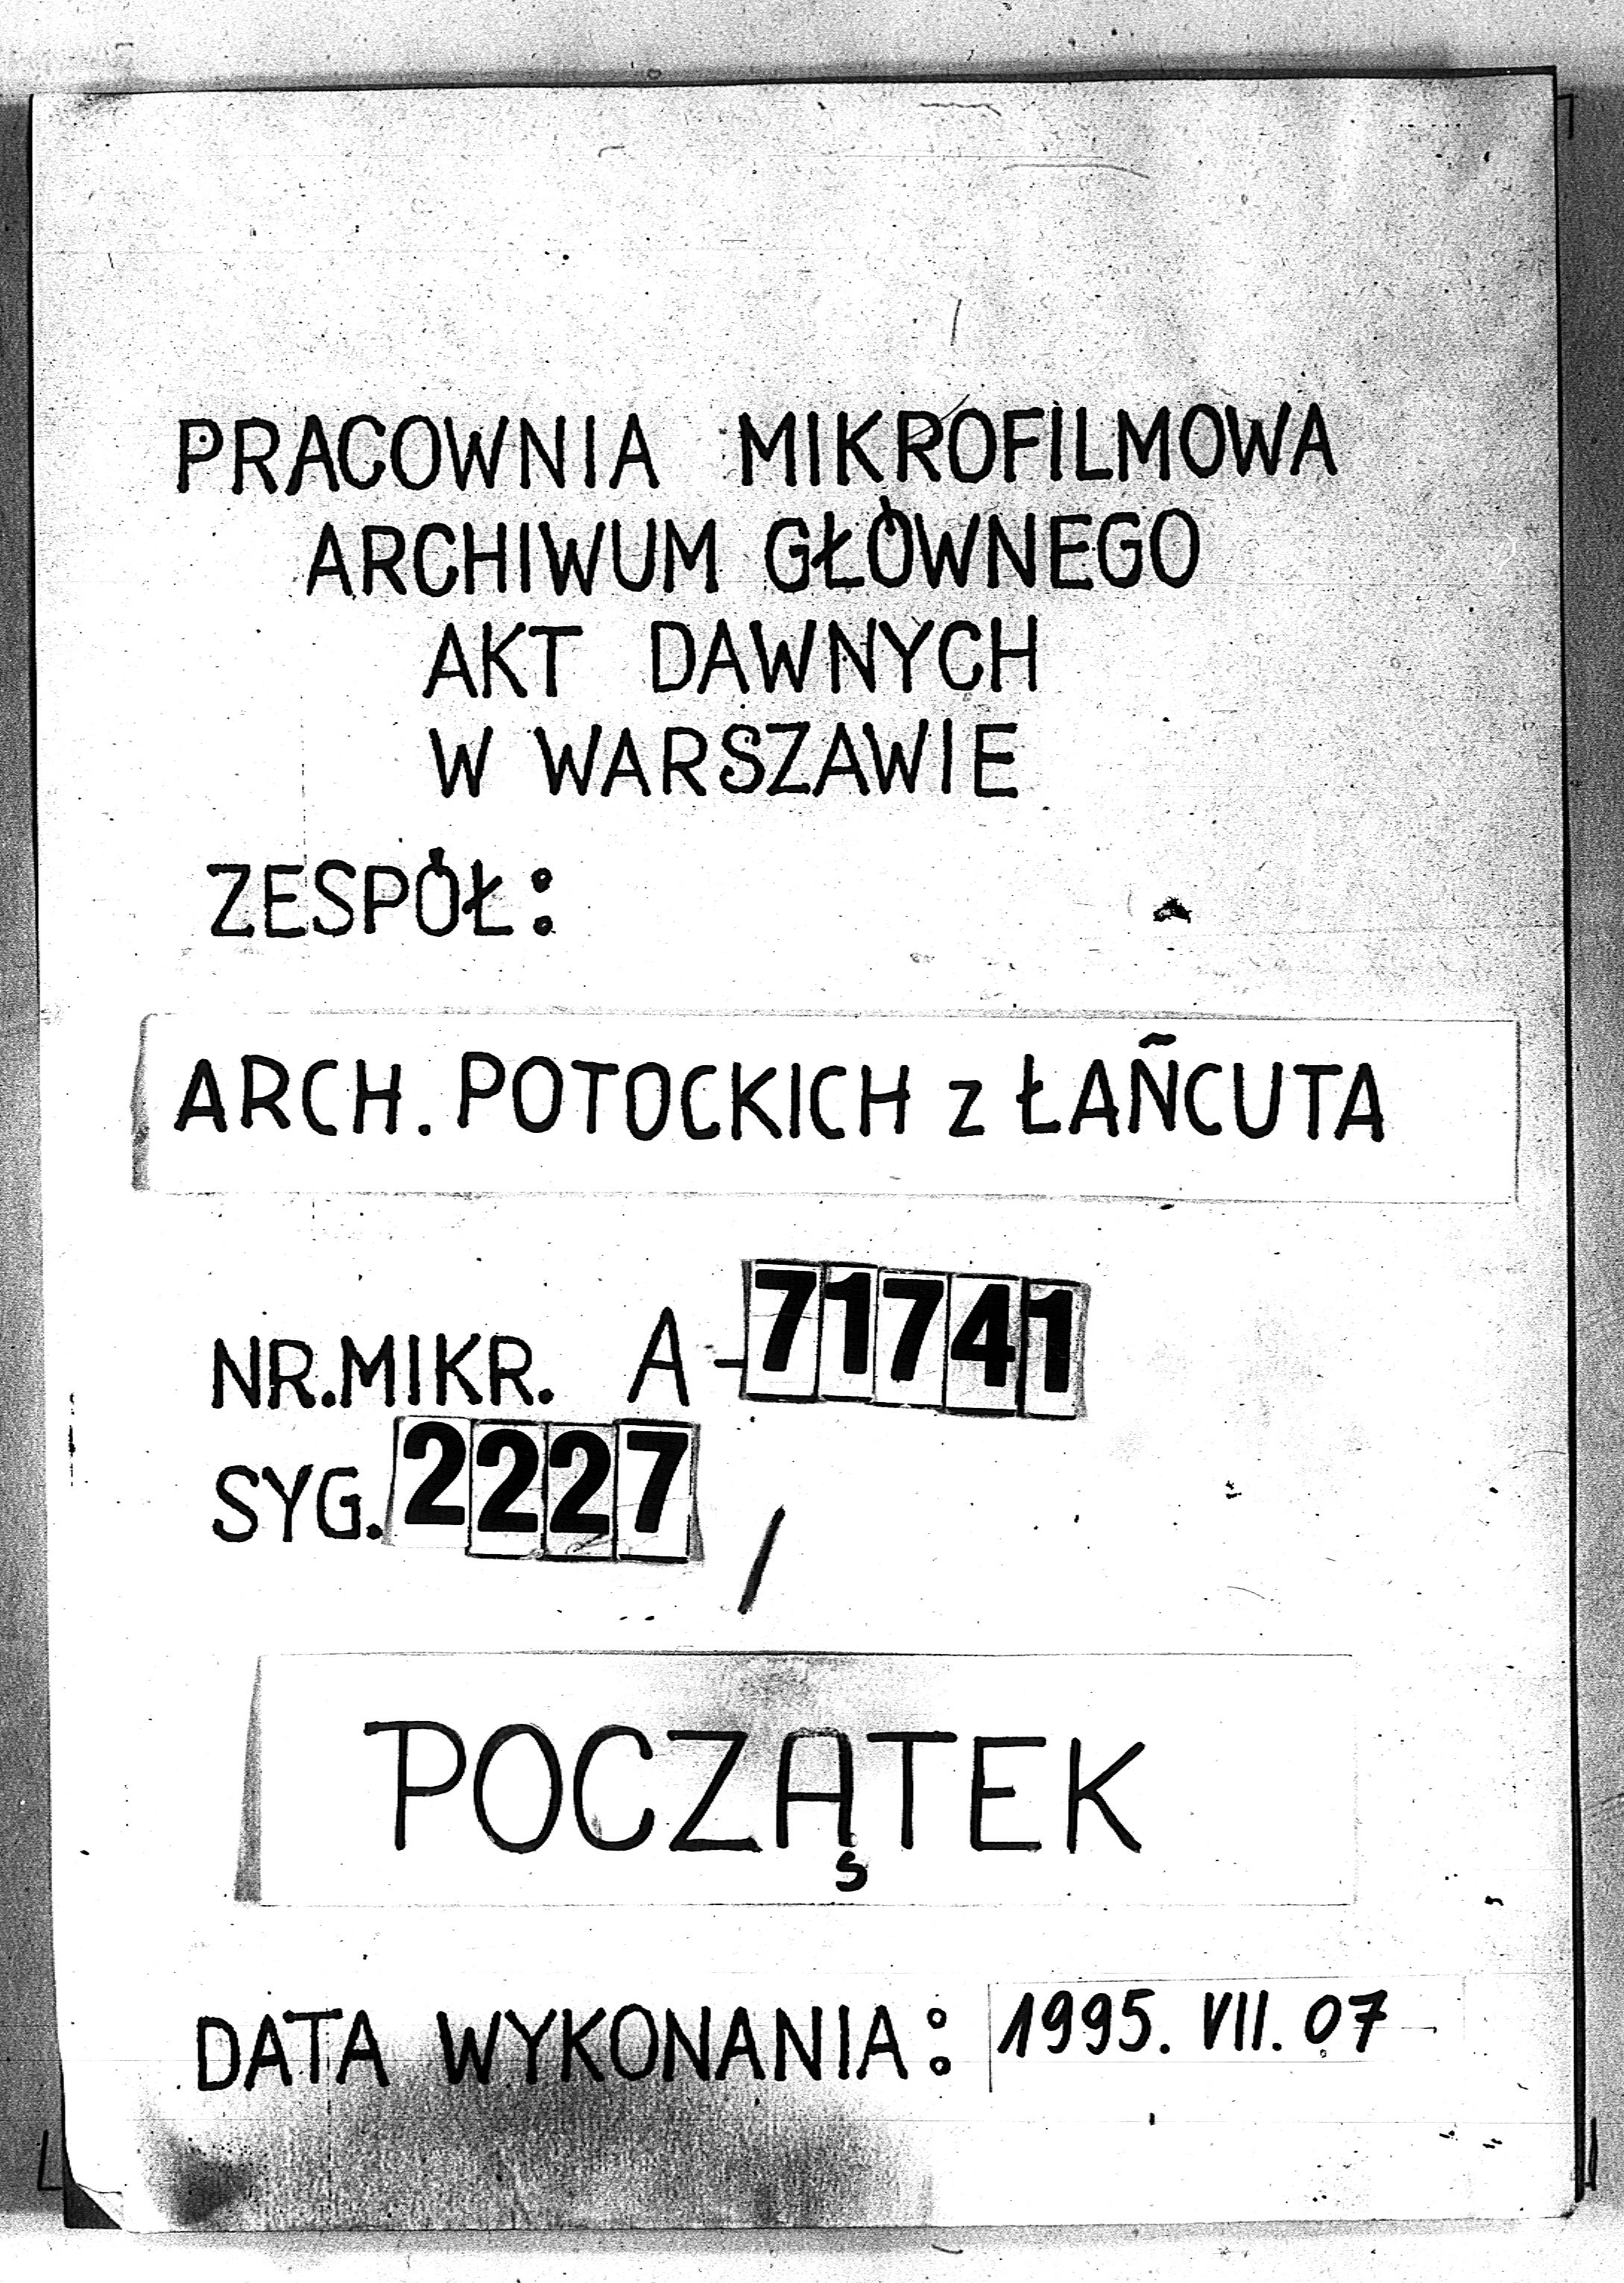 PRACOWNIA MIKROFILMOWA
ARCHIWUM GŁÓWNEGO
AKT DAWNYCH
W WARSZAWIE
ZESPÓŁ:
ARCH. POTOCKICH z ŁAŃCUTA
NR.MIKR. A-71741
SYG. 2227 /
POCZĄTEK
DATA WYKONANIA: 1995. VII. 07